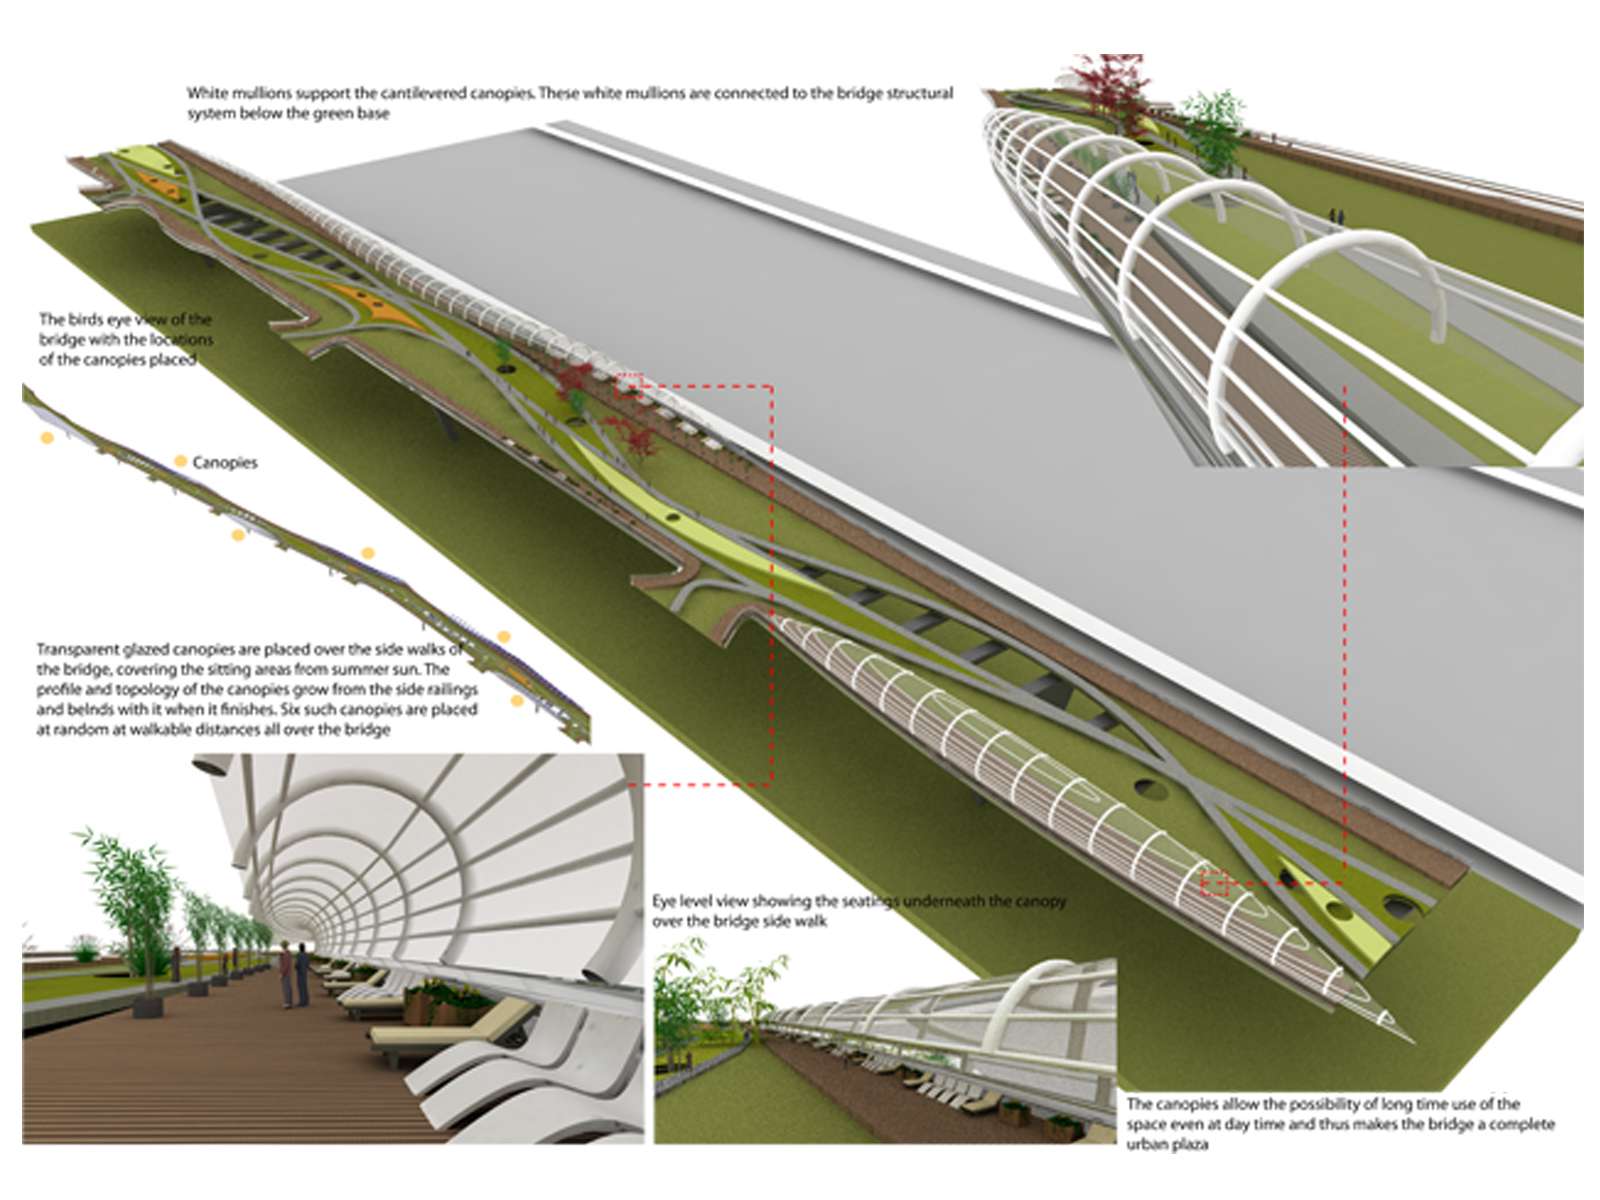 White mullions support the cantilevered canopies. These white mullions are connected to the bridge structural
system below the green base
The birds eye view of the
bridge with the locations
of the canopies placed
Canopies
Transparent glazed canopies are placed over the side walks of
the bridge, covering the sitting areas from summer sun. The
profile and topology of the canopies grow from the side railings
and belnds with it when it finishes. Six such canopies are placed
at random at walkable distances all over the bridge
Eye level view showing the seatings underneath the canopy
over the bridge side walk
The canopies allow the possibility of long time use of the
space even at day time and thus makes the bridge a complete
urban plaza